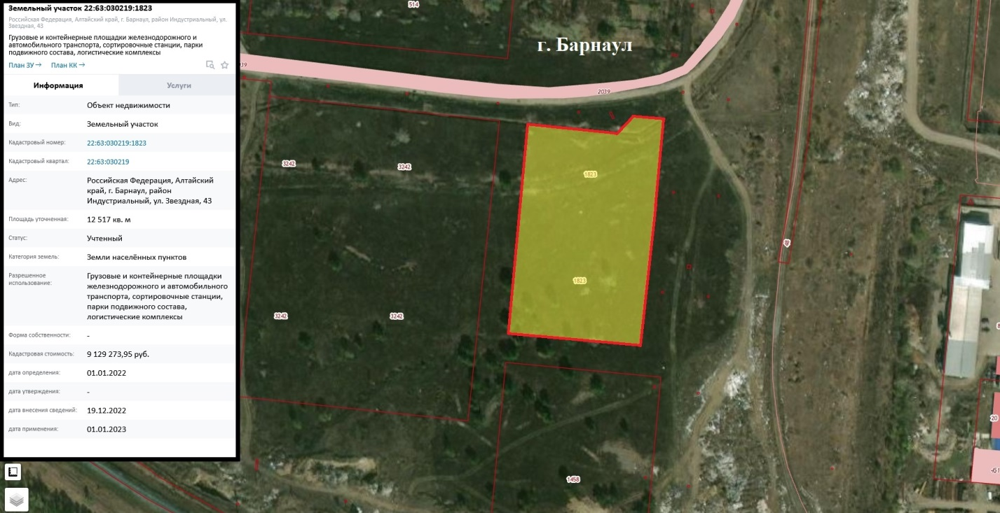 Земельный участок 22:63:030219:1823
Российская Федерация, Алтайский край, г. Барнаул, район Индустриальный, ул.
Звездная, 43
Грузовые и контейнерные площадки железнодорожного и
автомобильного транспорта, сортировочные станции, парки
подвижного состава, логистические комплексы
План ЗУ → План КК →
Информация Услуги
Тип: Объект недвижимости
Вид: Земельный участок
Кадастровый номер: 22:63:030219:1823
Кадастровый квартал: 22:63:030219
Адрес: Российская Федерация, Алтайский
край, г. Барнаул, район
Индустриальный, ул. Звездная, 43
Площадь уточненная: 12 517 кв. м
Статус: Учтенный
Категория земель: Земли населённых пунктов
Разрешенное
использование:
Грузовые и контейнерные площадки
железнодорожного и автомобильного
транспорта, сортировочные станции,
парки подвижного состава,
логистические комплексы
Форма собственности: -
Кадастровая стоимость: 9 129 273,95 руб.
дата определения: 01.01.2022
дата утверждения: -
дата внесения сведений: 19.12.2022
дата применения: 01.01.2023
514
г. Барнаул
2039
3242
3242
1823
1823
3242
3242
1458
20
451